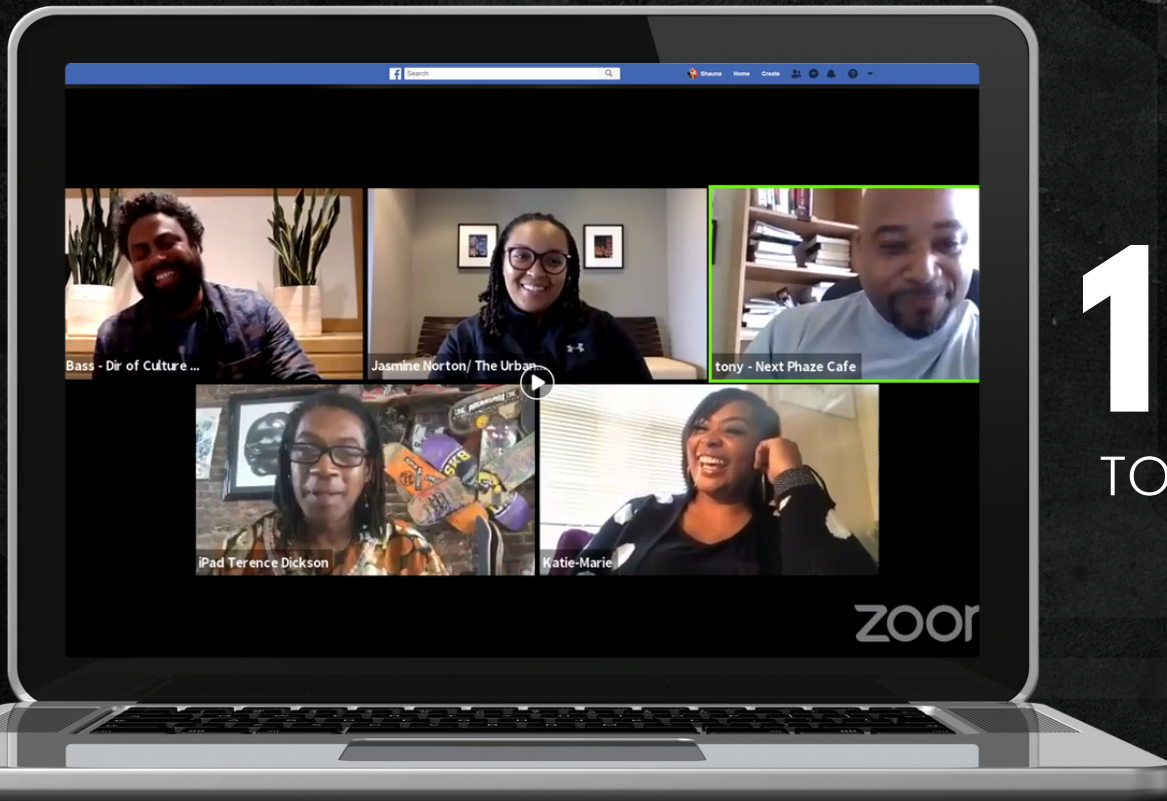 f Search
Shauna Home Create
Bass - Dir of Culture ...
Jasmine Norton/ The Urban...
tony - Next Phaze Cafe
iPad Terence Dickson
Katie-Marie
zoom
1
TO